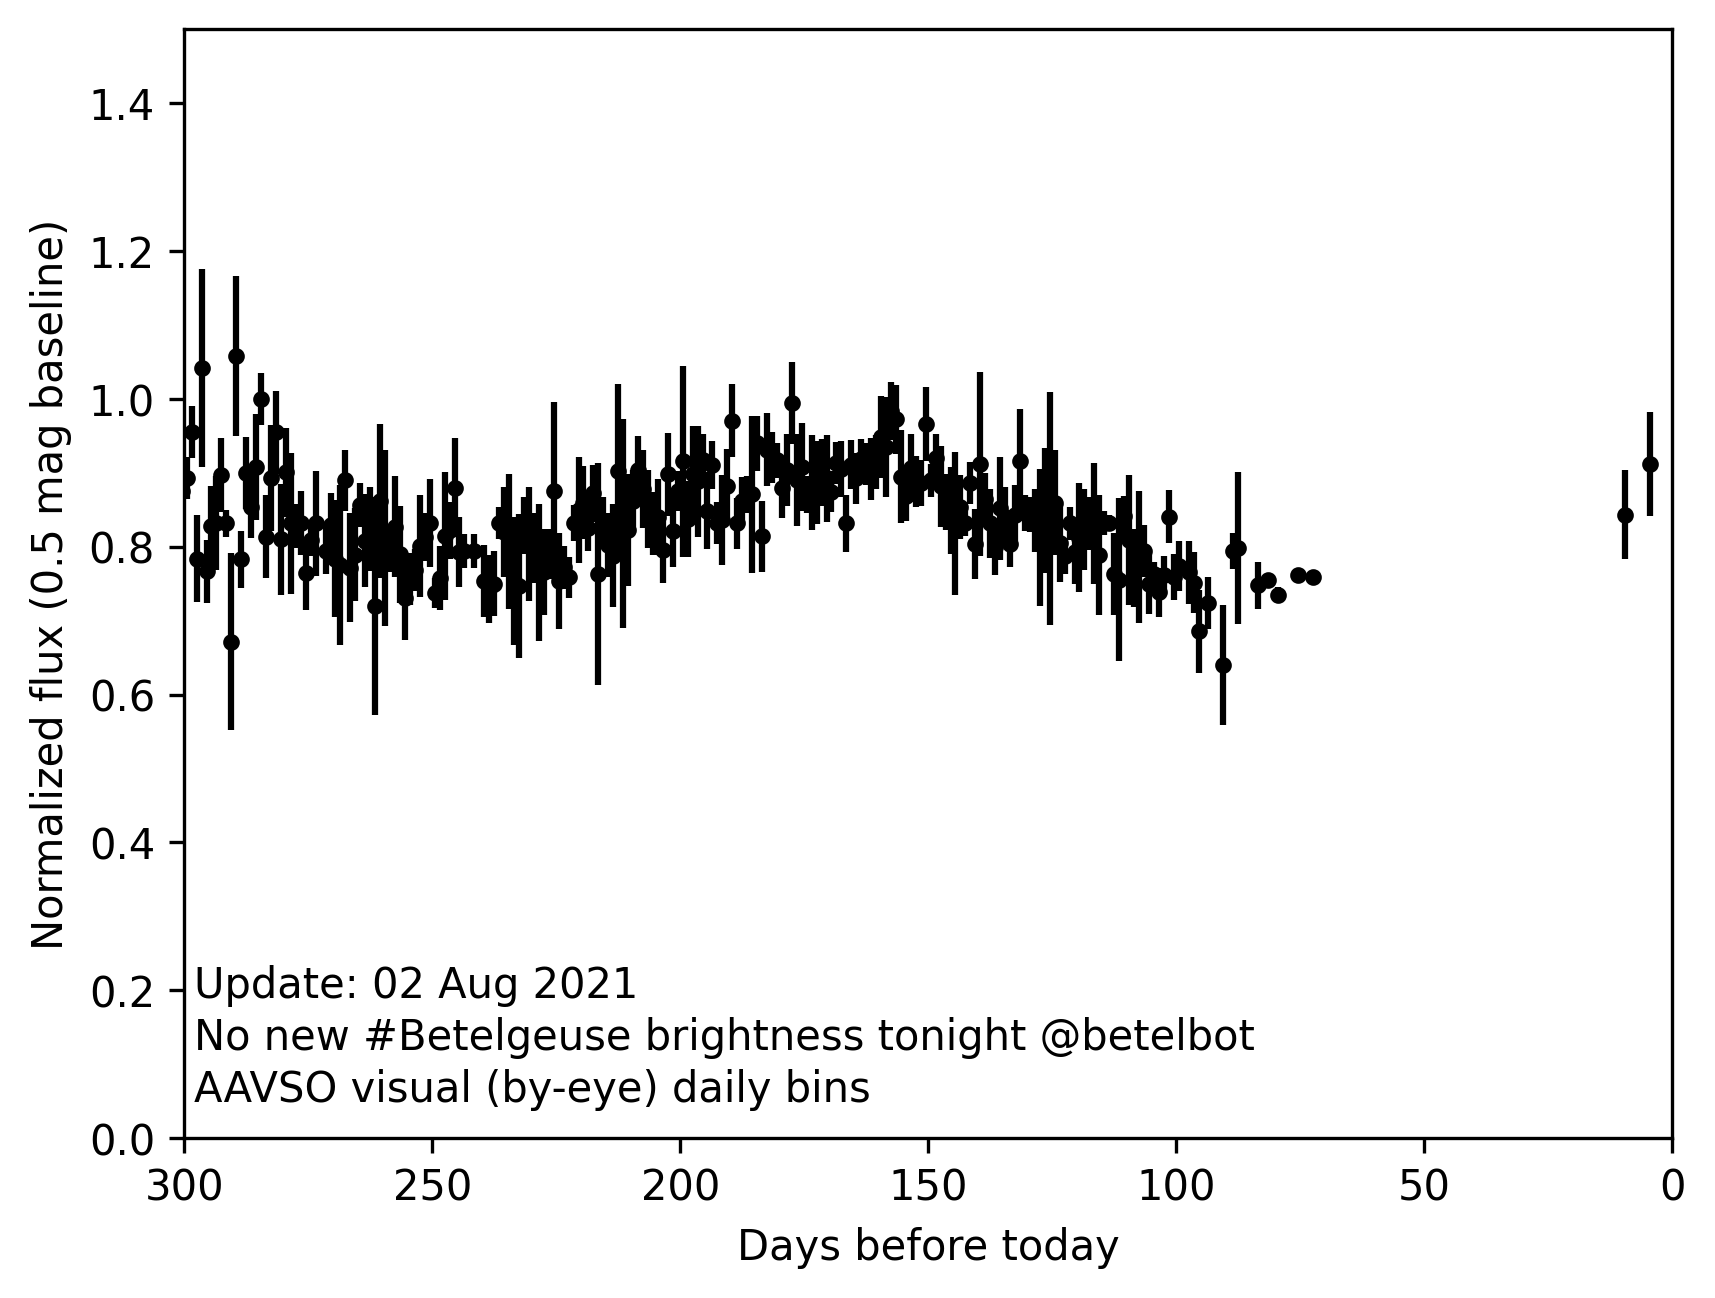 1.4
1.2
1.0
0.8
0.6
0.4
0.2
0.0
Normalized flux (0.5 mag baseline)
Update: 02 Aug 2021
No new #Betelgeuse brightness tonight @betelbot
AAVSO visual (by-eye) daily bins
300 250 200 150 100 50 0
Days before today